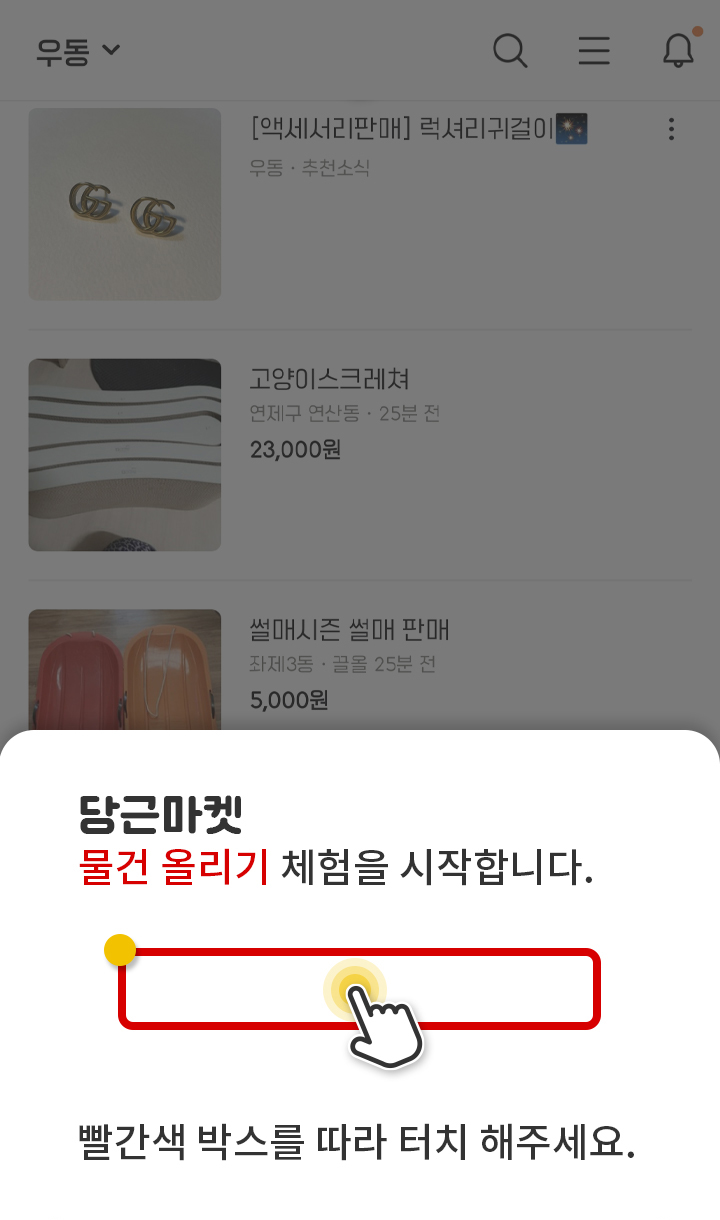 우동
[액세서리판매] 럭셔리귀걸이🎇
우동 · 추천소식
고양이스크레쳐
연제구 연산동 · 25분 전
23,000원
썰매시즌 썰매 판매
좌제3동 · 끌올 25분 전
5,000원
당근마켓
물건 올리기 체험을 시작합니다.
빨간색 박스를 따라 터치 해주세요.